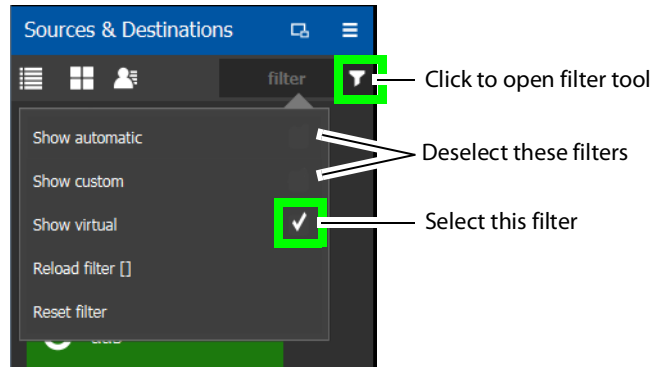 Sources & Destinations
filter
Click to open filter tool
Show automatic
Deselect these filters
Show custom
Show virtual
Select this filter
Reload filter []
Reset filter